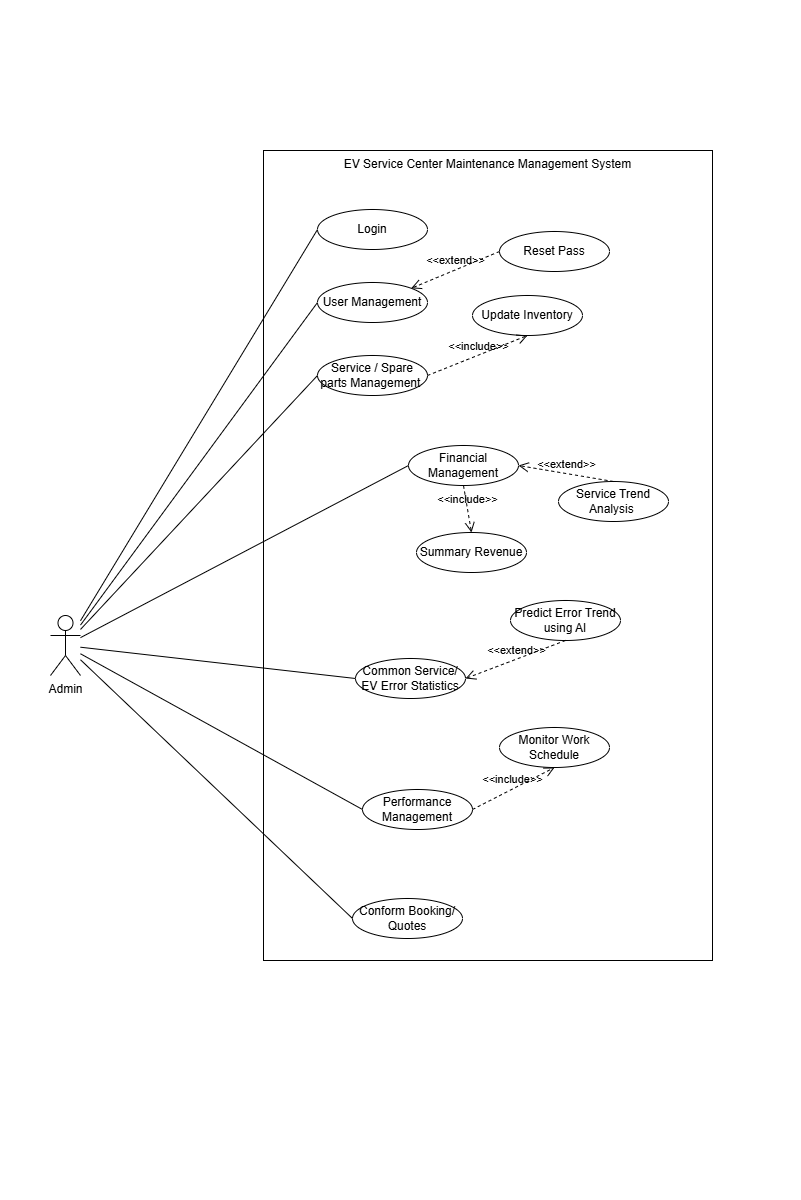 EV Service Center Maintenance Management System
Login
Reset Pass
<<extend>>
User Management
Update Inventory
<<include>>
Service / Spare
parts Management
Financial
Management
<<extend>>
Service Trend
Analysis
<<include>>
Summary Revenue
Predict Error Trend
using AI
<<extend>>
Common Service/
EV Error Statistics
Admin
Monitor Work
Schedule
<<include>>
Performance
Management
Conform Booking/
Quotes